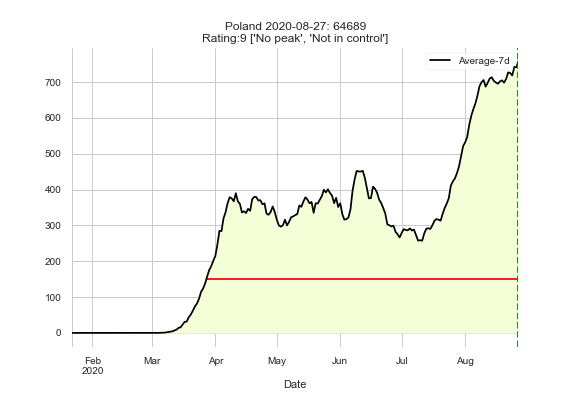 Poland 2020-08-27: 64689
Rating:9 ['No peak', 'Not in control']
Average-7d
700
600
500
400
300
200
100
0
Feb
2020
Mar
Apr
May
Jun
Jul
Aug
Date